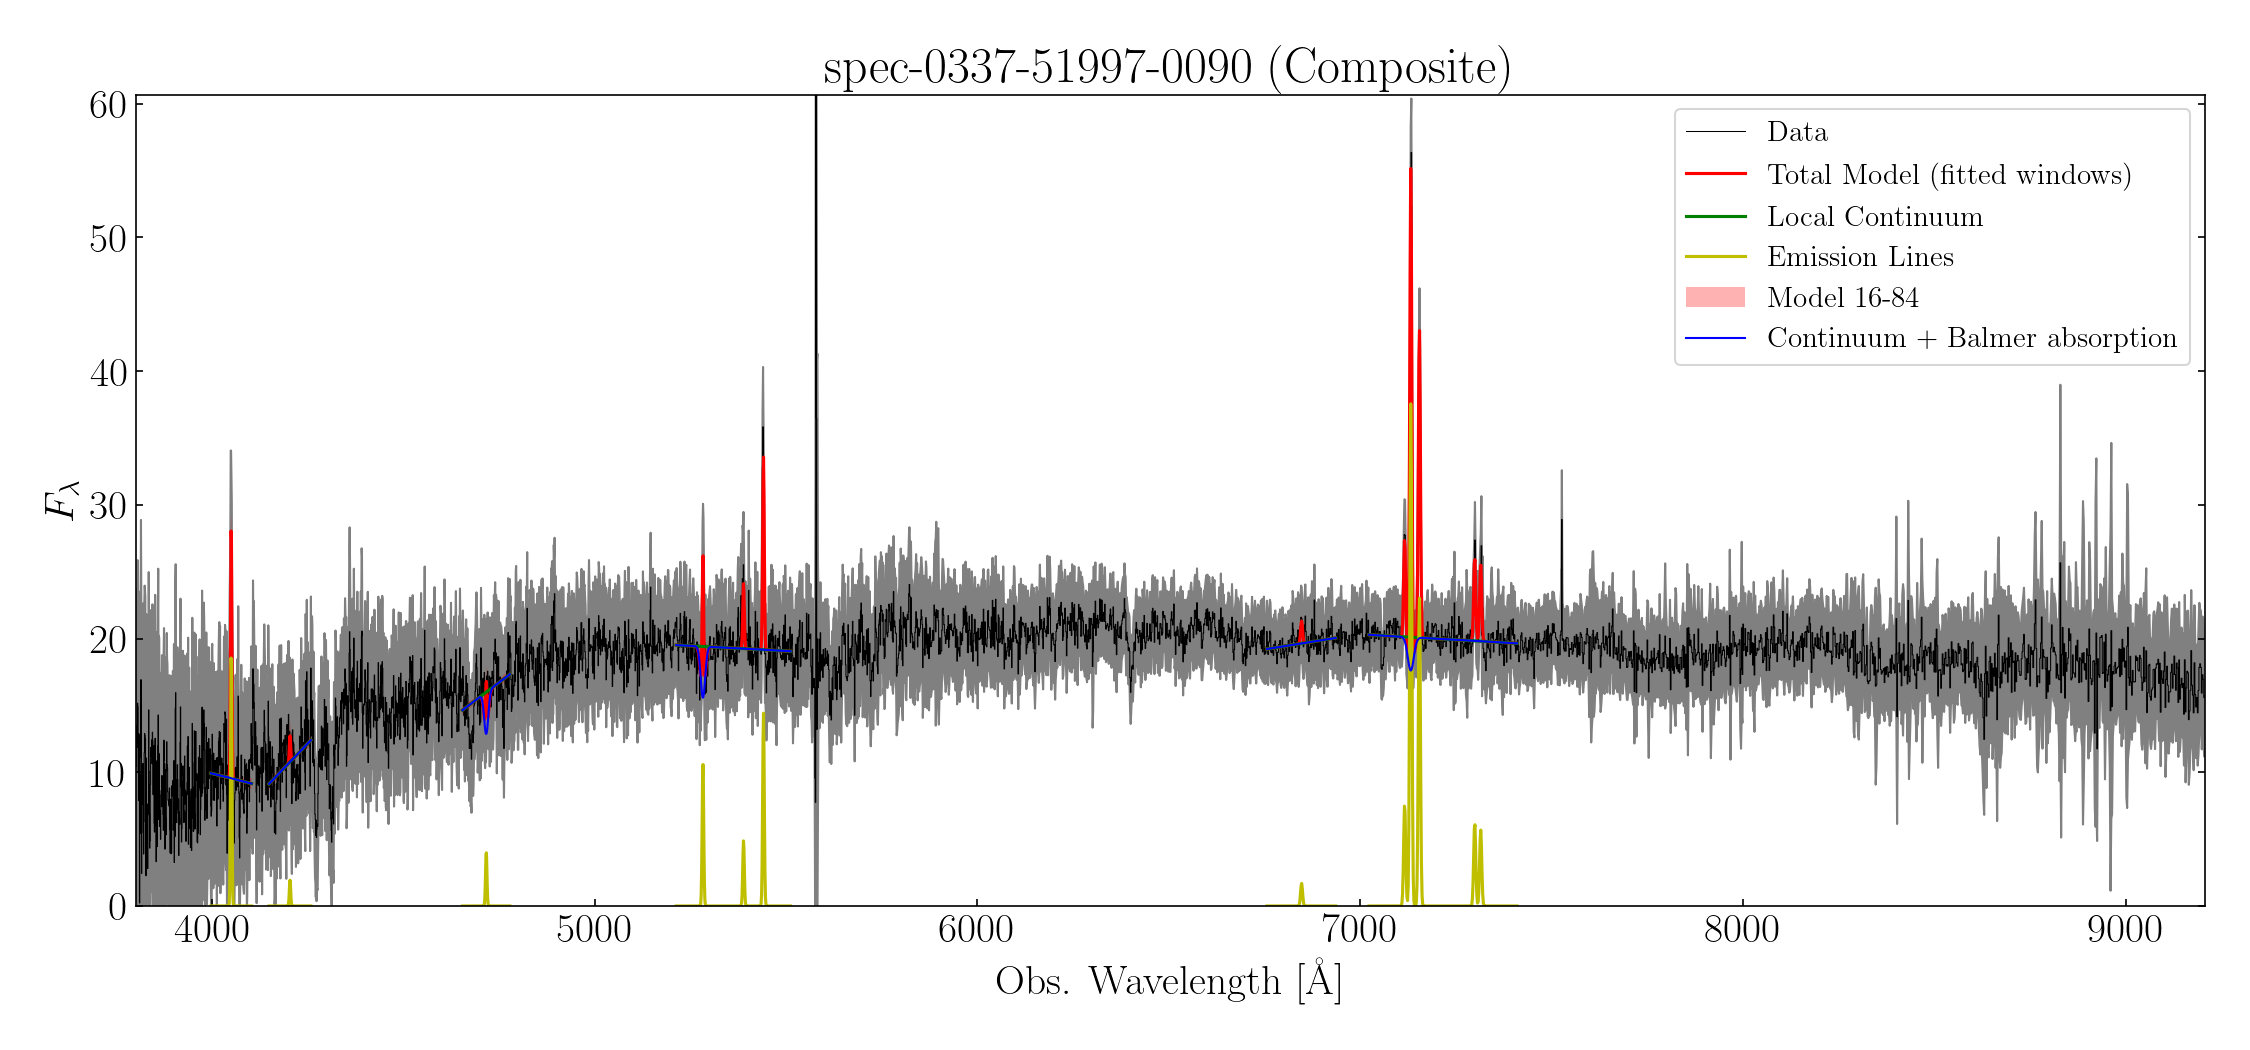 spec-0337-51997-0090 (Composite)
60
50
40
30
20
10
0
Fλ
Data
Total Model (fitted windows)
Local Continuum
Emission Lines
Model 16-84
Continuum + Balmer absorption
4000 5000 6000 7000 8000 9000
Obs. Wavelength [Å]